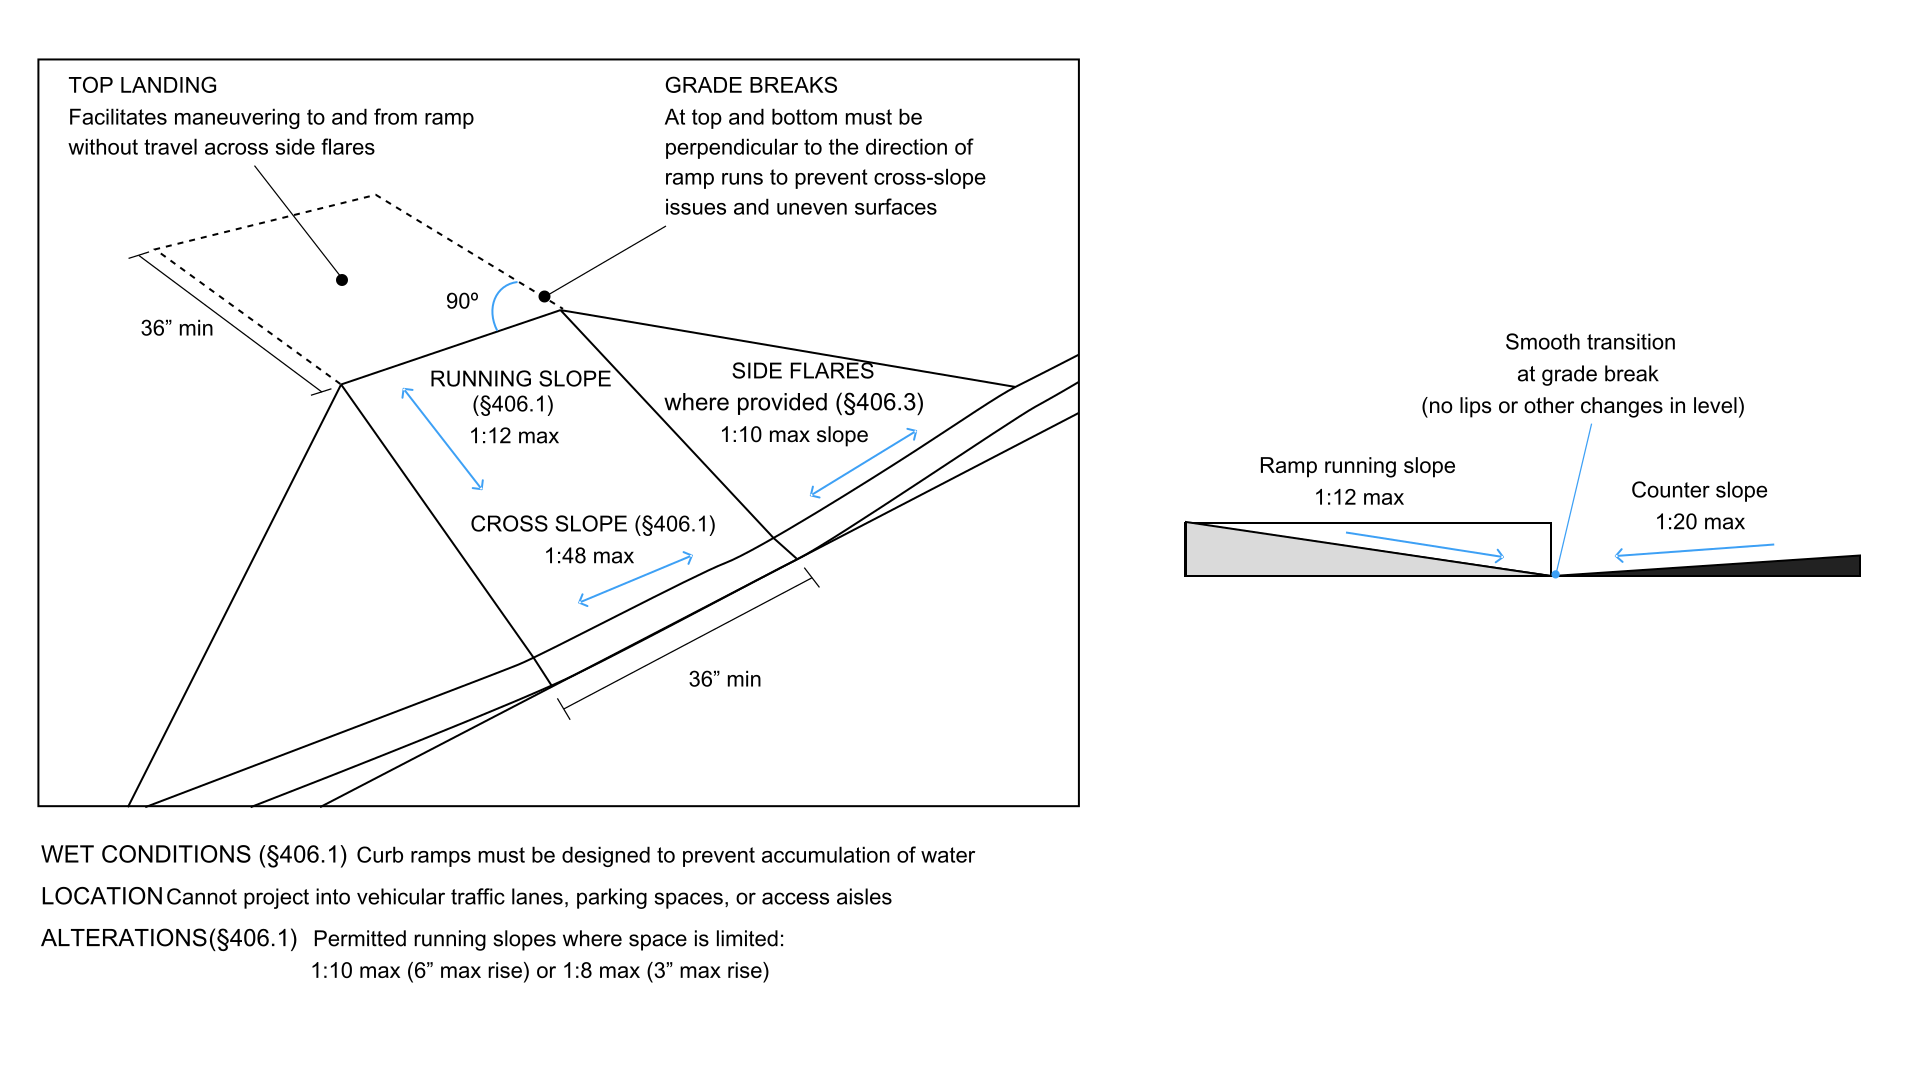 TOP LANDING
Facilitates maneuvering to and from ramp
without travel across side flares
GRADE BREAKS
At top and bottom must be
perpendicular to the direction of
ramp runs to prevent cross-slope
issues and uneven surfaces
90º
36” min
RUNNING SLOPE
(§406.1)
1:12 max
SIDE FLARES
where provided (§406.3)
1:10 max slope
CROSS SLOPE (§406.1)
1:48 max
36” min
Smooth transition
at grade break
(no lips or other changes in level)
Ramp running slope
1:12 max
Counter slope
1:20 max
WET CONDITIONS (§406.1) Curb ramps must be designed to prevent accumulation of water
LOCATION Cannot project into vehicular traffic lanes, parking spaces, or access aisles
ALTERATIONS (§406.1) Permitted running slopes where space is limited:
1:10 max (6” max rise) or 1:8 max (3” max rise)